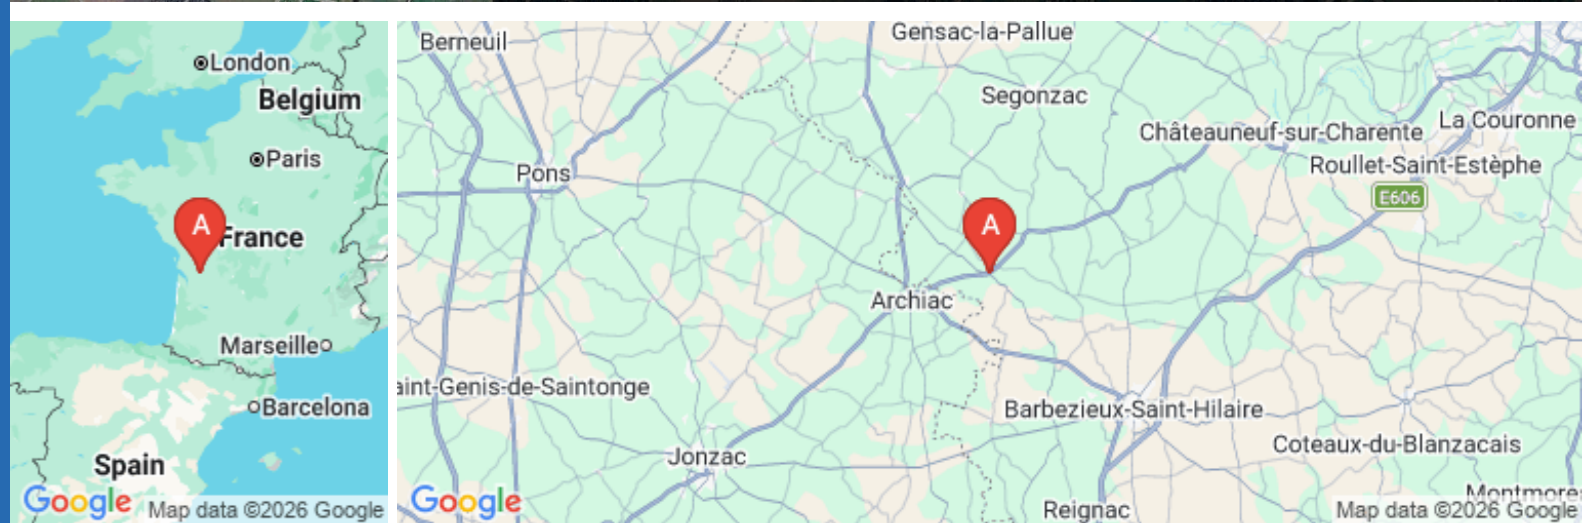 London
Belgium
Paris
A
France
Marseille
Barcelona
Spain
Google
Map data ©2026 Google
Berneuil
Gensac-la-Pallue
Segonzac
Châteauneuf-sur-Charente
La Couronne
Roullet-Saint-Estèphe
Pons
E606
A
Archiac
aint-Genis-de-Saintonge
Barbezieux-Saint-Hilaire
Coteaux-du-Blanzacais
Jonzac
Montmore
Google
Reignac
Map data ©2026 Google